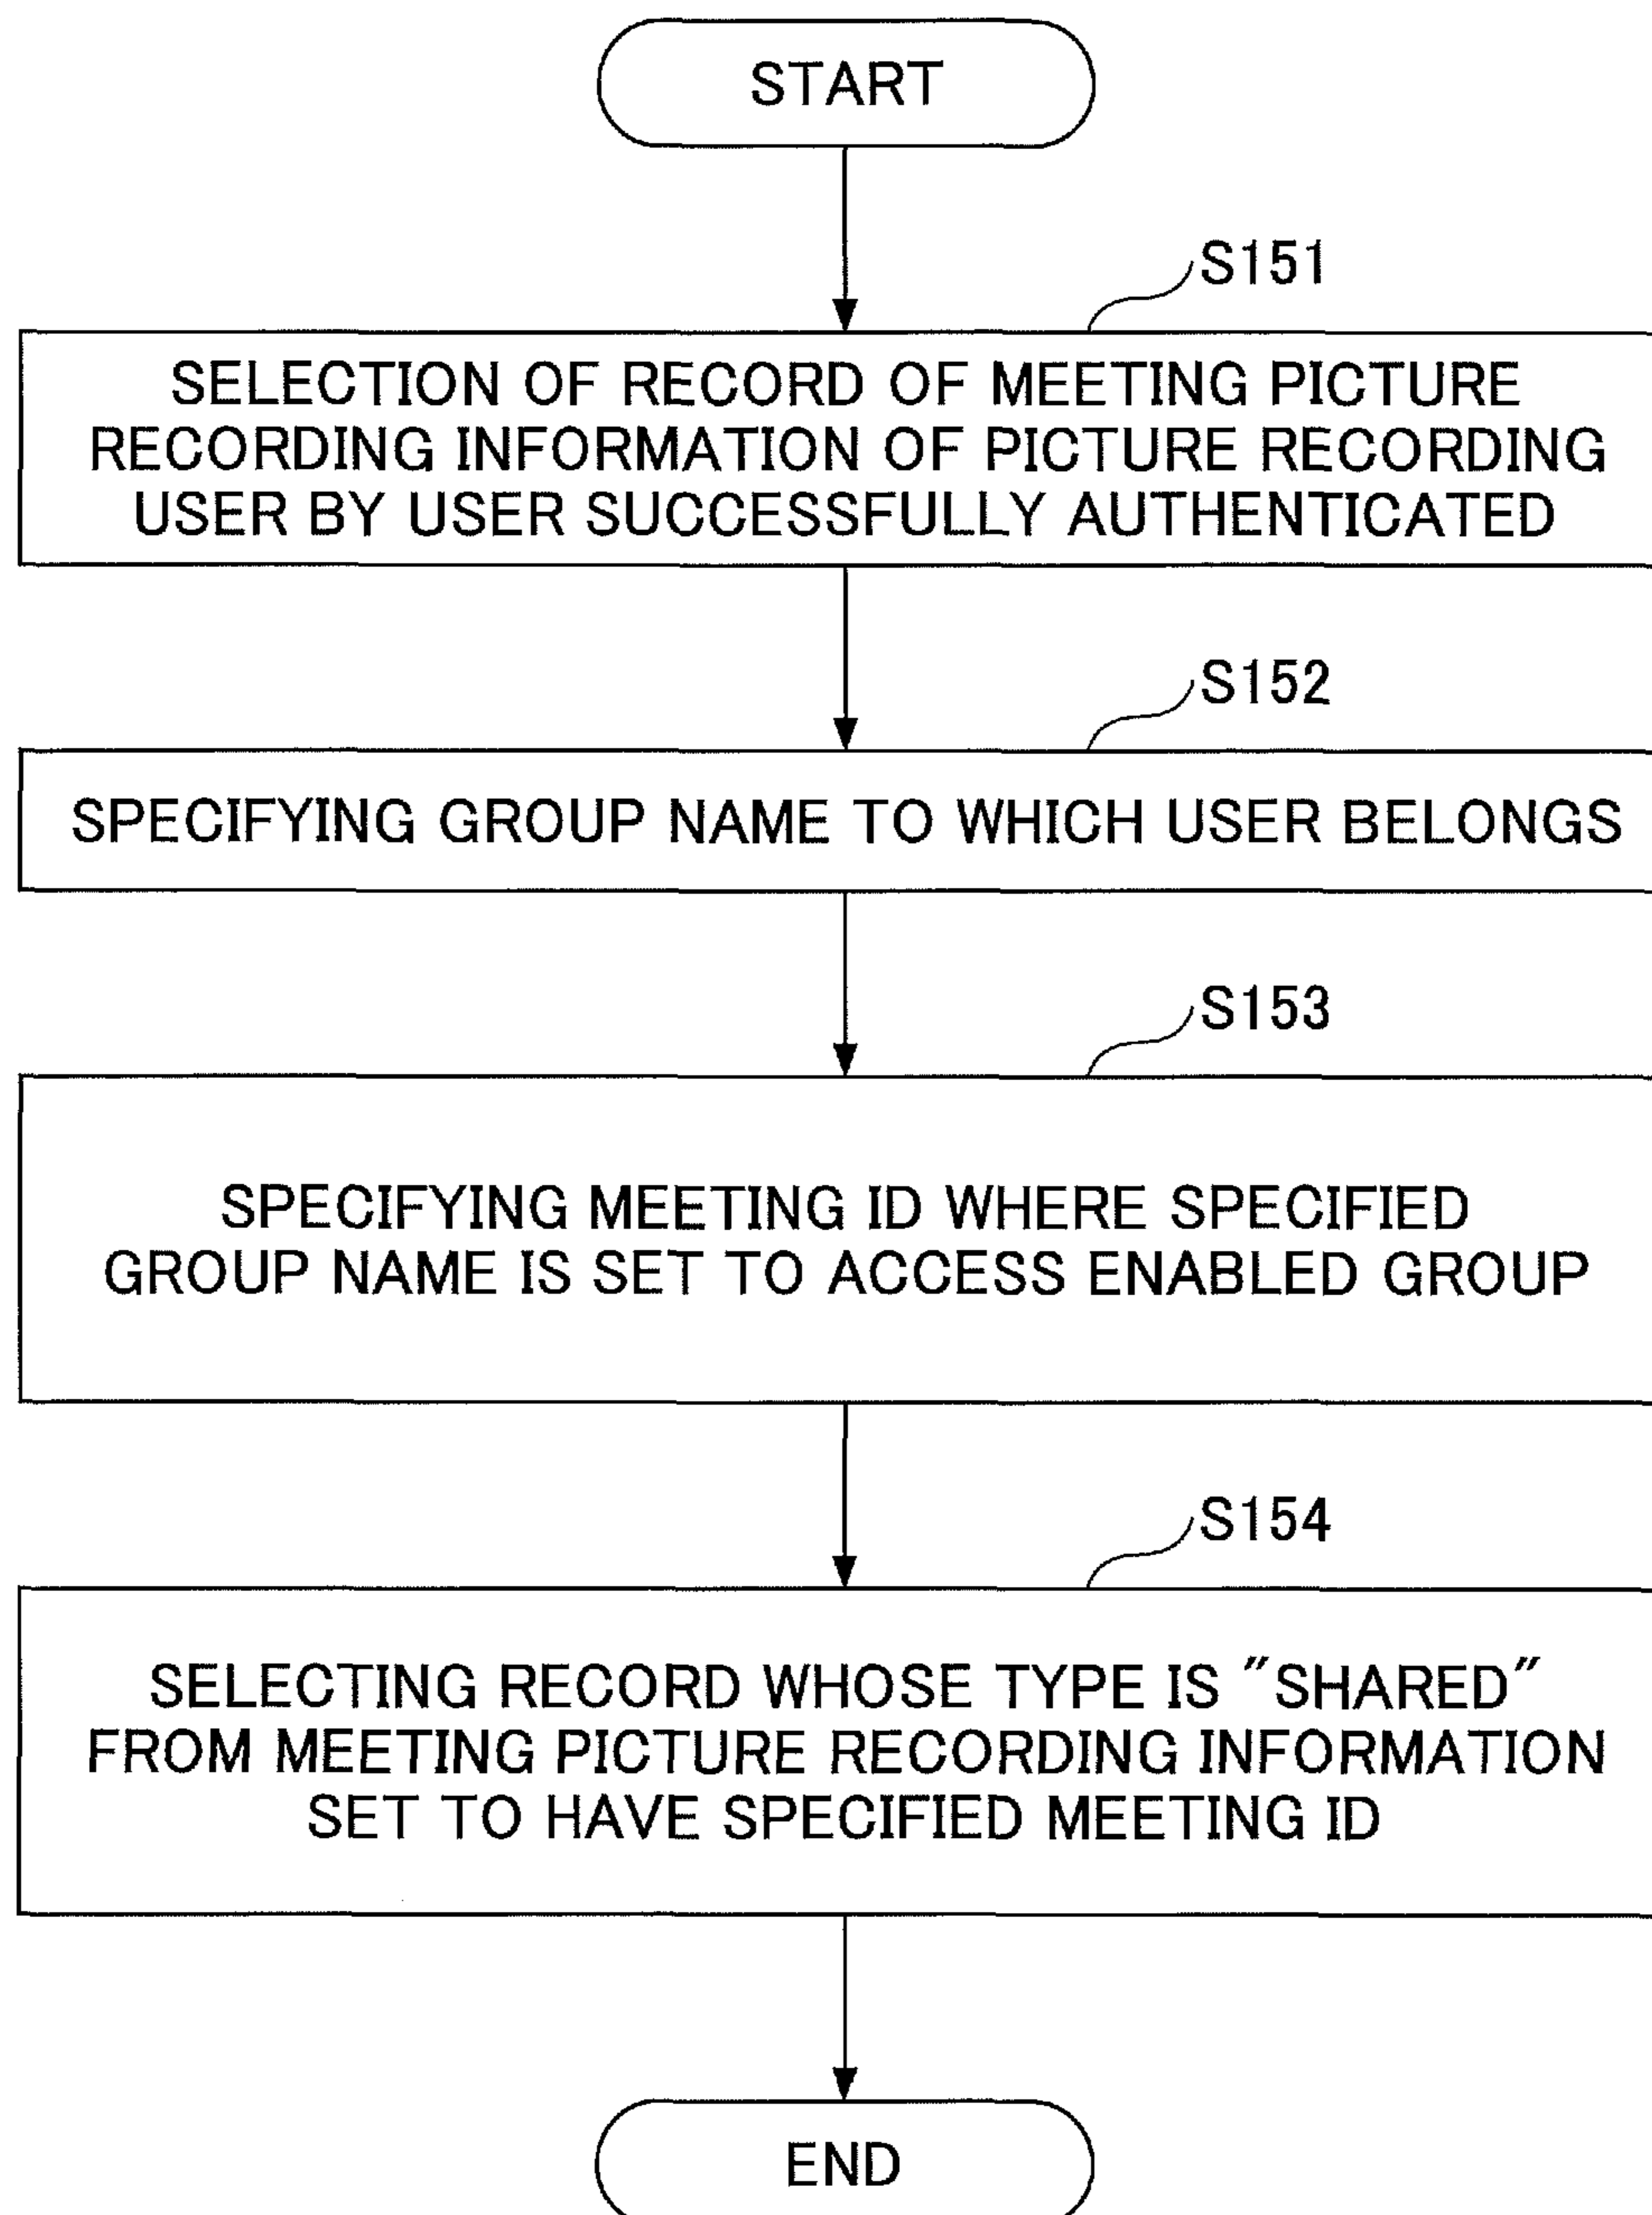 START
S151
SELECTION OF RECORD OF MEETING PICTURE
RECORDING INFORMATION OF PICTURE RECORDING
USER BY USER SUCCESSFULLY AUTHENTICATED
S152
SPECIFYING GROUP NAME TO WHICH USER BELONGS
S153
SPECIFYING MEETING ID WHERE SPECIFIED
GROUP NAME IS SET TO ACCESS ENABLED GROUP
S154
SELECTING RECORD WHOSE TYPE IS "SHARED"
FROM MEETING PICTURE RECORDING INFORMATION
SET TO HAVE SPECIFIED MEETING ID
END